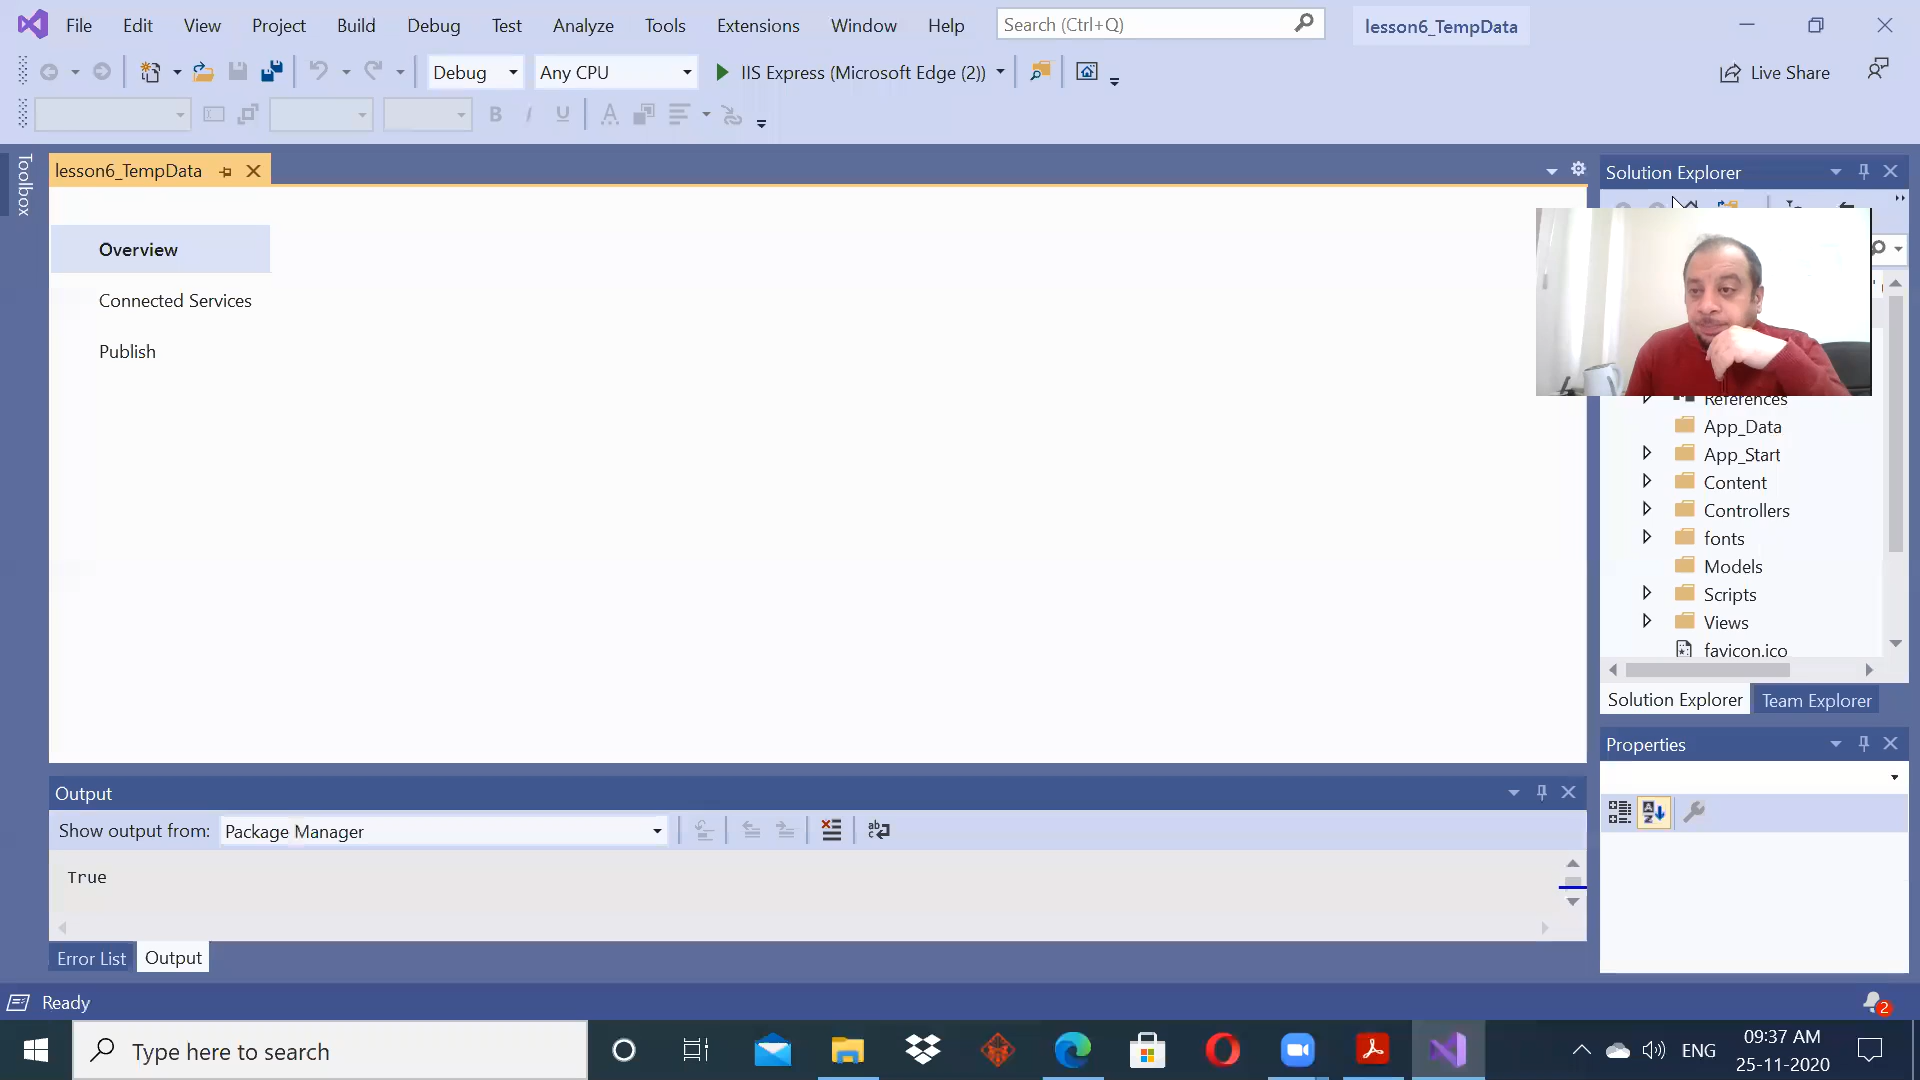 File Edit View Project Build Debug Test Analyze Tools Extensions Window Help Search (Ctrl+Q) lesson6_TempData
Debug Any CPU IIS Express (Microsoft Edge (2)) Live Share
B I U A
Toolbox
lesson6_TempData
Overview
Connected Services
Publish
Solution Explorer
References
App_Data
App_Start
Content
Controllers
fonts
Models
Scripts
Views
favicon.ico
Solution Explorer Team Explorer
Properties
Output
Show output from: Package Manager
True
Error List Output
Ready
2
Type here to search
ENG
09:37 AM
25-11-2020